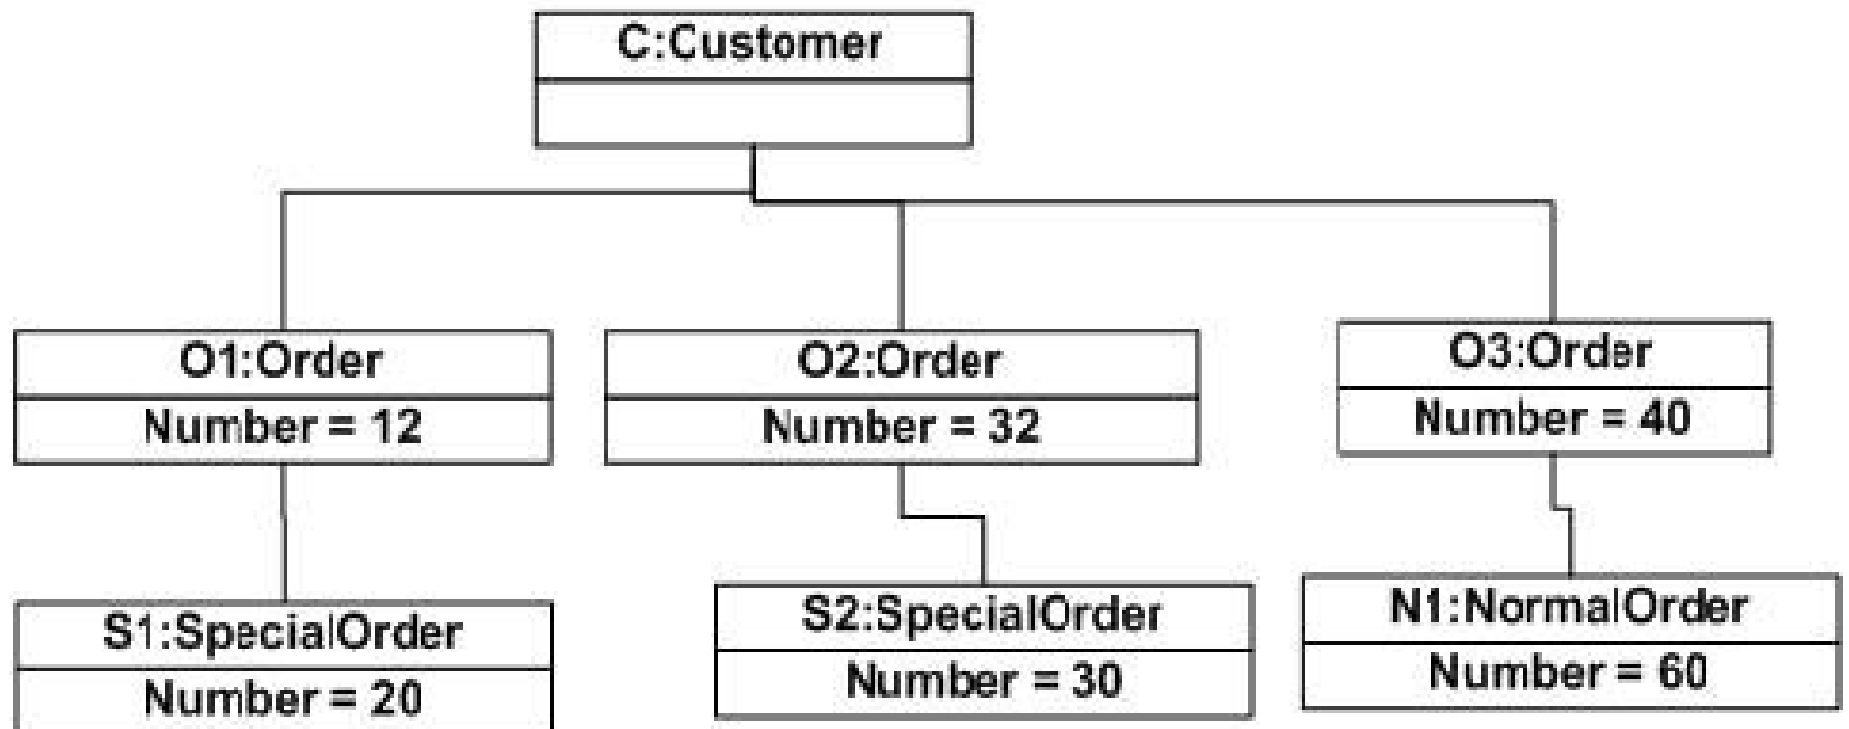 C:Customer
O1:Order
Number = 12
O2:Order
Number = 32
O3:Order
Number = 40
S1:SpecialOrder
Number = 20
S2:SpecialOrder
Number = 30
N1:NormalOrder
Number = 60